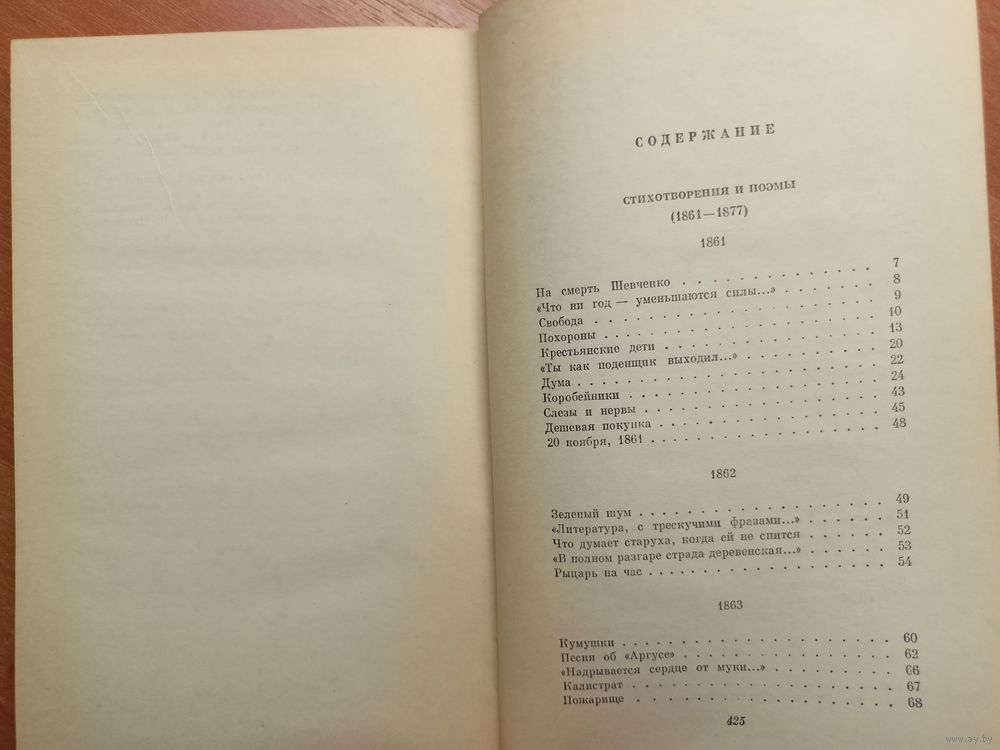 СОДЕРЖАНИЕ
СТИХОТВОРЕНИЯ И ПОЭМЫ
(1861—1877)
1861
На смерть Шевченко . . . . . . . . . . . . 7
«Что ни год — уменьшаются силы...» . . . . . . . 8
Свобода . . . . . . . . . . . . . . . . 9
Похороны . . . . . . . . . . . . . . . . 10
Крестьянские дети . . . . . . . . . . . . . 13
«Ты как поденщик выходил...» . . . . . . . . . 20
Дума . . . . . . . . . . . . . . . . . 22
Коробейники . . . . . . . . . . . . . . . 24
Слезы и нервы . . . . . . . . . . . . . . 43
Дешевая покупка . . . . . . . . . . . . . 45
20 ноября, 1861 . . . . . . . . . . . . . . 48
1862
Зеленый шум . . . . . . . . . . . . . . . 49
«Литература, с трескучими фразами...» . . . . . . 51
Что думает старуха, когда ей не спится . . . . . . 52
«В полном разгаре страда деревенская...» . . . . . 53
Рыцарь на час . . . . . . . . . . . . . . 54
1863
Кумушки . . . . . . . . . . . . . . . . 60
Песня об «Аргусе» . . . . . . . . . . . . . 62
«Надрывается сердце от муки...» . . . . . . . . 66
Калистрат . . . . . . . . . . . . . . . . 67
Пожарище . . . . . . . . . . . . . . . . 68
425
www.ay.by